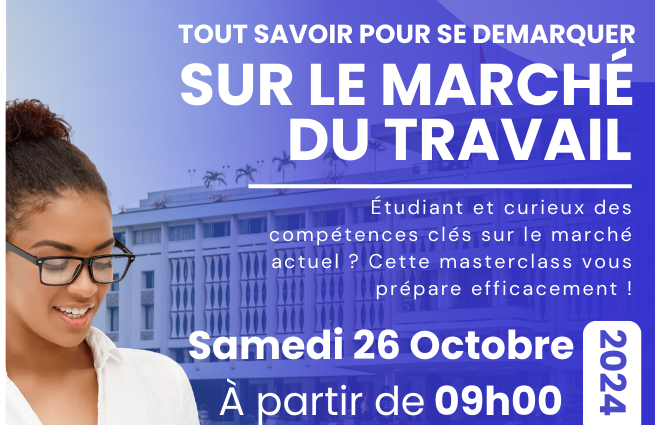 TOUT SAVOIR POUR SE DEMARQUER
SUR LE MARCHÉ
DU TRAVAIL
Étudiant et curieux des
compétences clés sur le marché
actuel ? Cette masterclass vous
prépare efficacement !
Samedi 26 Octobre
2024
À partir de 09h00